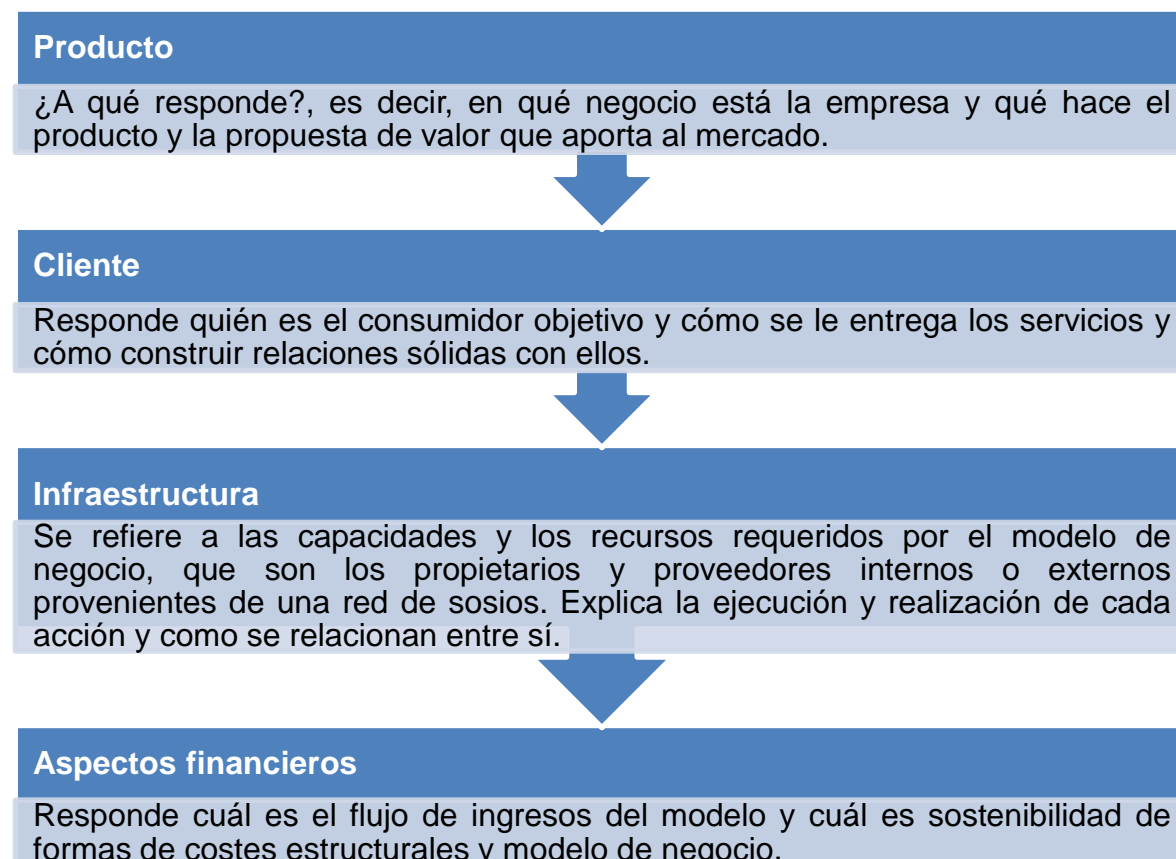 Producto
¿A qué responde?, es decir, en qué negocio está la empresa y qué hace el
producto y la propuesta de valor que aporta al mercado.
Cliente
Responde quién es el consumidor objetivo y cómo se le entrega los servicios y
cómo construir relaciones sólidas con ellos.
Infraestructura
Se refiere a las capacidades y los recursos requeridos por el modelo de
negocio, que son los propietarios y proveedores internos o externos
provenientes de una red de sosios. Explica la ejecución y realización de cada
acción y como se relacionan entre sí.
Aspectos financieros
Responde cuál es el flujo de ingresos del modelo y cuál es sostenibilidad de
formas de costes estructurales y modelo de negocio.